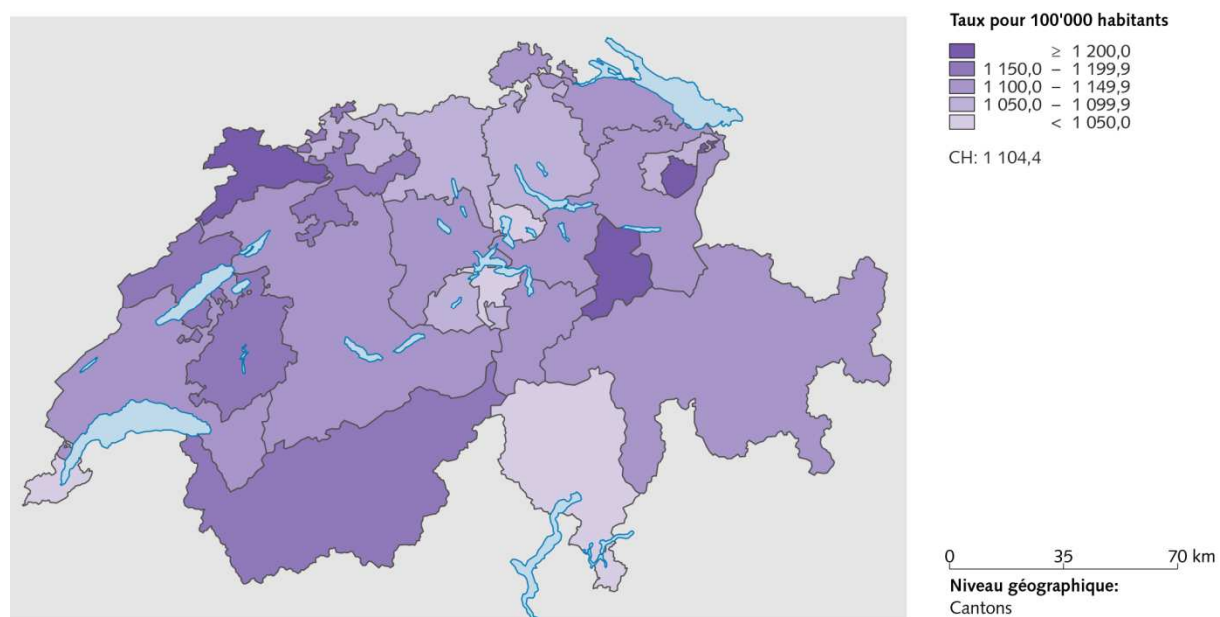 Taux pour 100'000 habitants
≥ 1 200,0
1 150,0 – 1 199,9
1 100,0 – 1 149,9
1 050,0 – 1 099,9
< 1 050,0
CH: 1 104,4
0 35 70 km
Niveau géographique:
Cantons